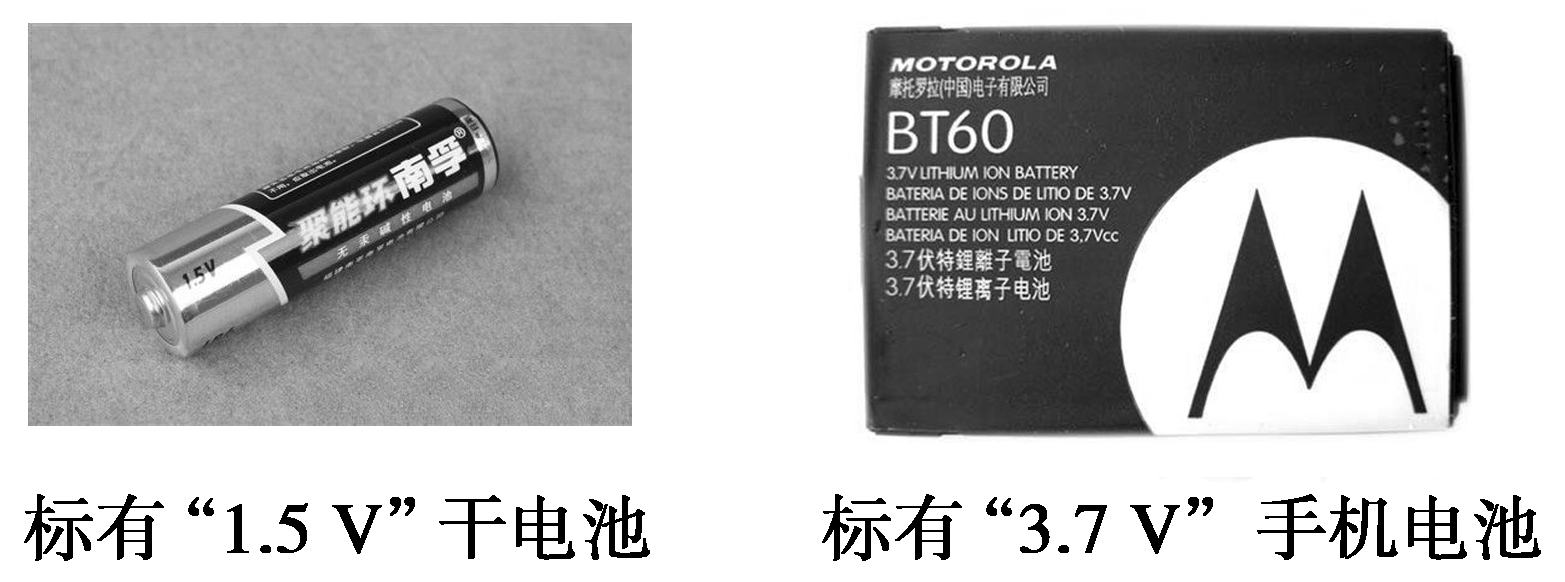 聚能环南孚®
无汞碱性电池
1.5V
MOTOROLA
摩托罗拉(中国)电子有限公司
BT60
3.7V LITHIUM ION BATTERY
BATERIA DE IONS DE LITIO DE 3.7V
BATTERIE AU LITHIUM ION 3.7V
BATERIA DE ION LITIO DE 3,7Vcc
3.7伏特鋰離子電池
3.7伏特锂离子电池
标有“1.5 V”干电池
标有“3.7 V” 手机电池